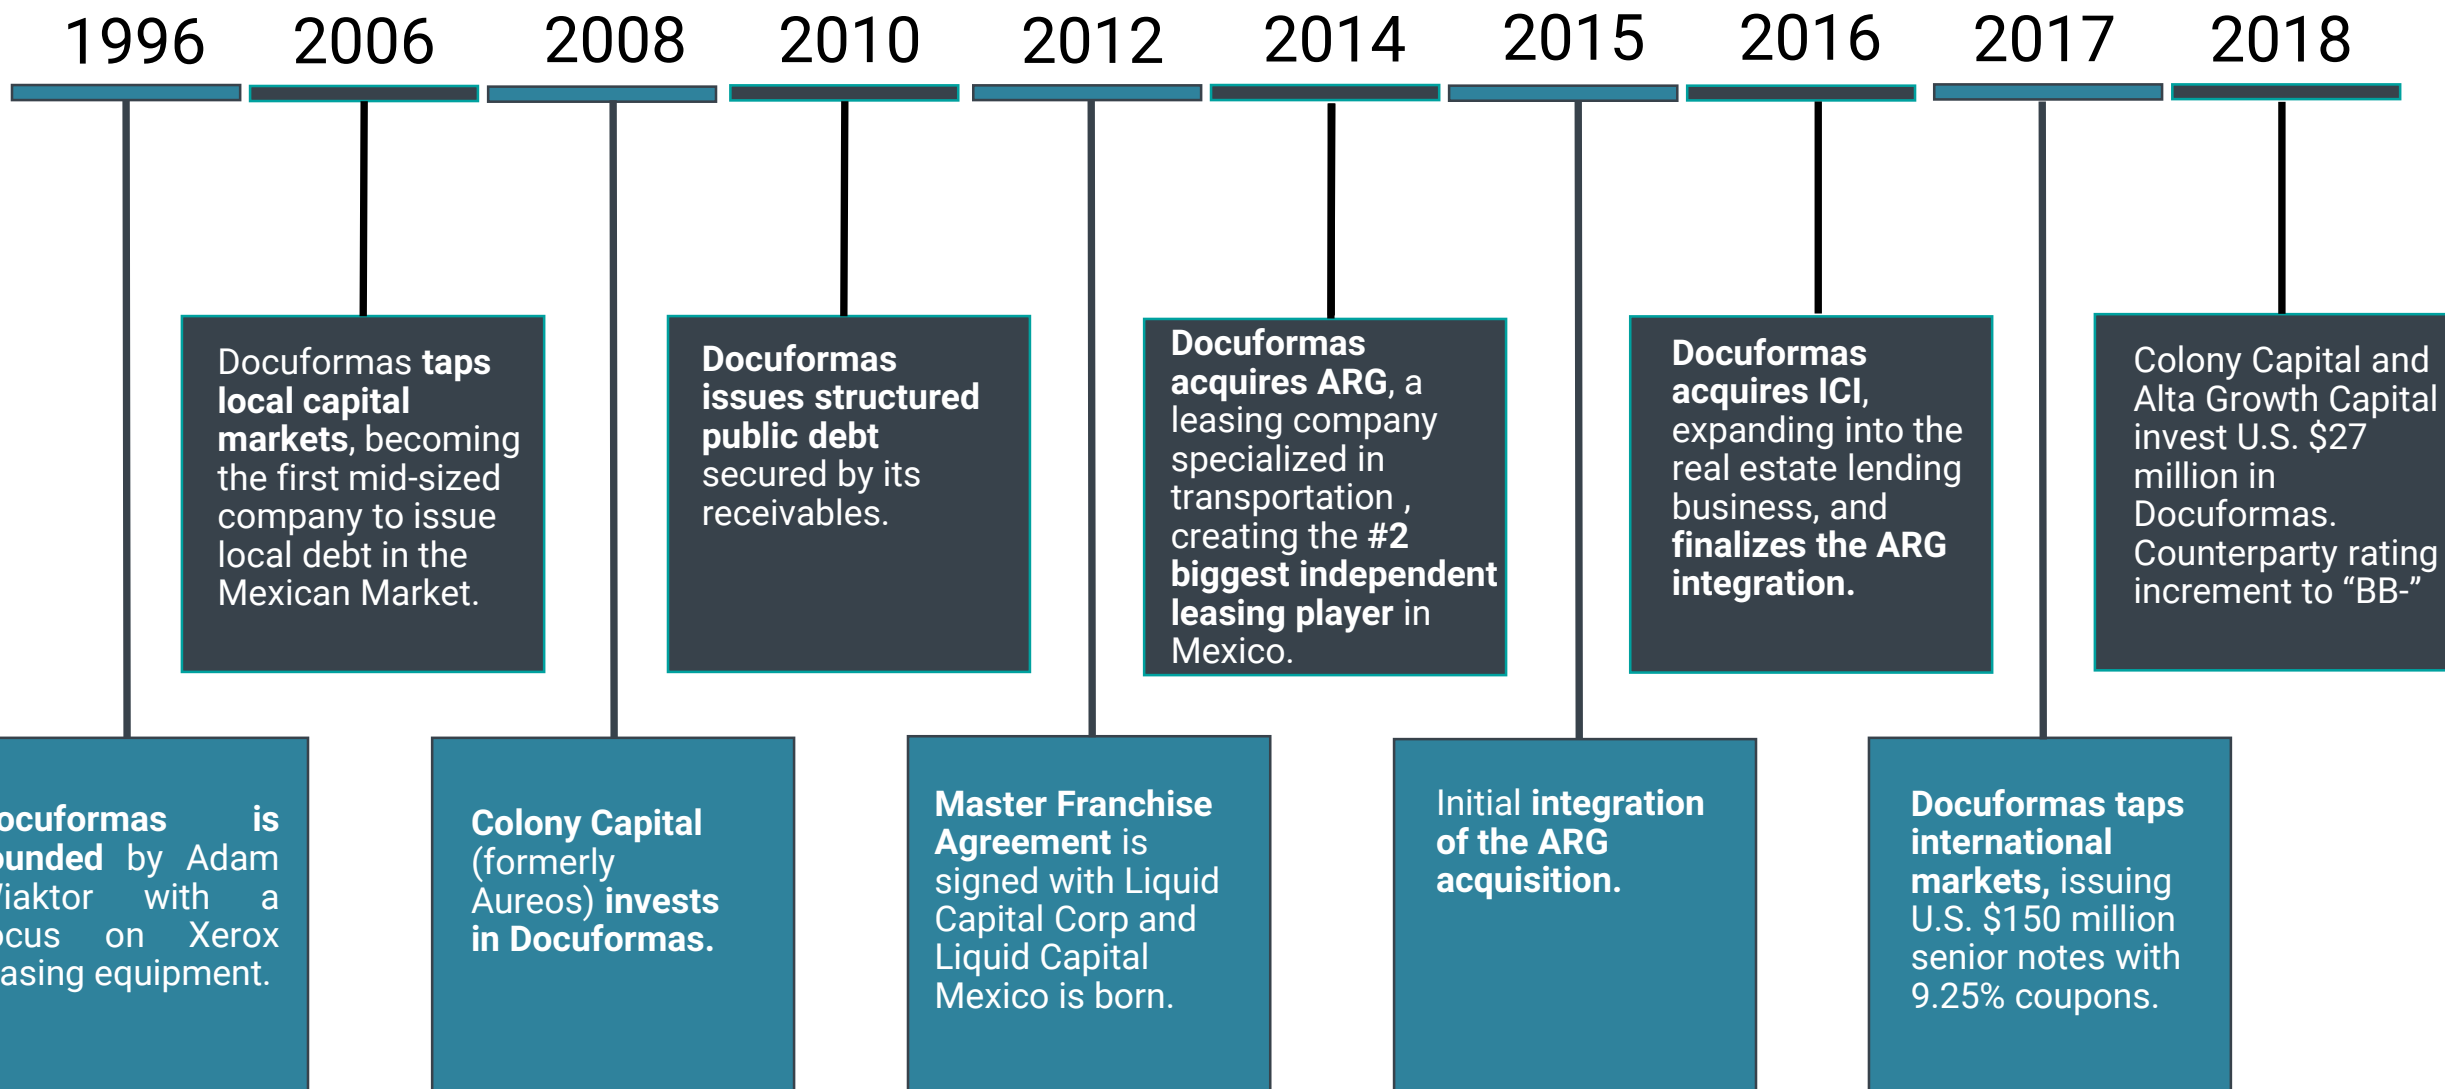 1996
2006
2008
2010
2012
2014
2015
2016
2017
2018
Docuformas taps
local capital
markets, becoming
the first mid-sized
company to issue
local debt in the
Mexican Market.
Docuformas
issues structured
public debt
secured by its
receivables.
Docuformas
acquires ARG, a
leasing company
specialized in
transportation ,
creating the #2
biggest independent
leasing player in
Mexico.
Docuformas
acquires ICI,
expanding into the
real estate lending
business, and
finalizes the ARG
integration.
Colony Capital and
Alta Growth Capital
invest U.S. $27
million in
Docuformas.
Counterparty rating
increment to “BB-”
ocuformas is
ounded by Adam
iaktor with a
ocus on Xerox
asing equipment.
Colony Capital
(formerly
Aureos) invests
in Docuformas.
Master Franchise
Agreement is
signed with Liquid
Capital Corp and
Liquid Capital
Mexico is born.
Initial integration
of the ARG
acquisition.
Docuformas taps
international
markets, issuing
U.S. $150 million
senior notes with
9.25% coupons.